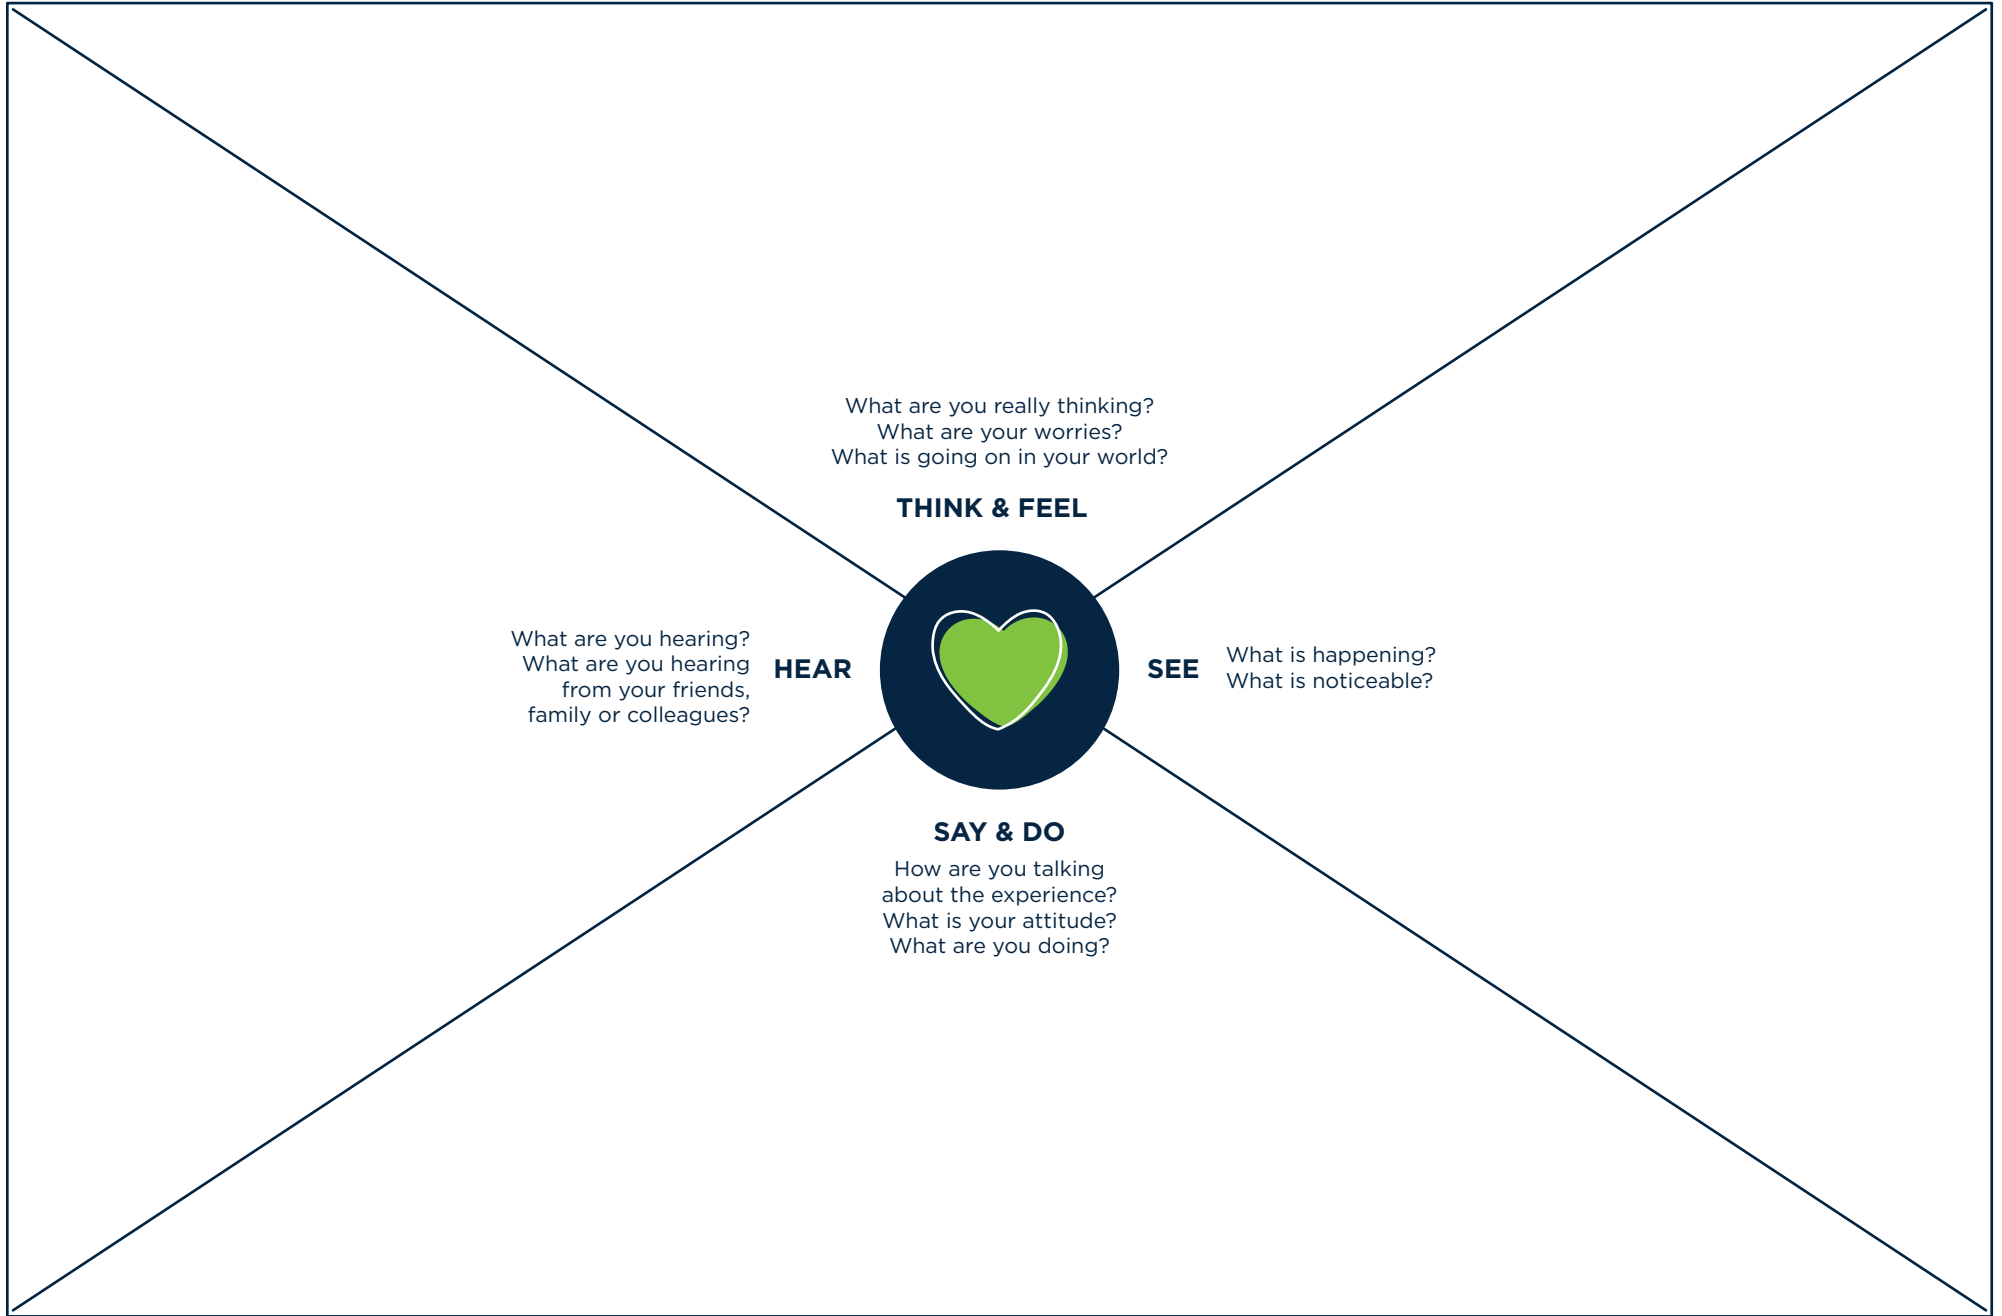 What are you really thinking?
What are your worries?
What is going on in your world?
THINK & FEEL
What are you hearing?
What are you hearing
from your friends,
family or colleagues?
HEAR
SEE
What is happening?
What is noticeable?
SAY & DO
How are you talking
about the experience?
What is your attitude?
What are you doing?